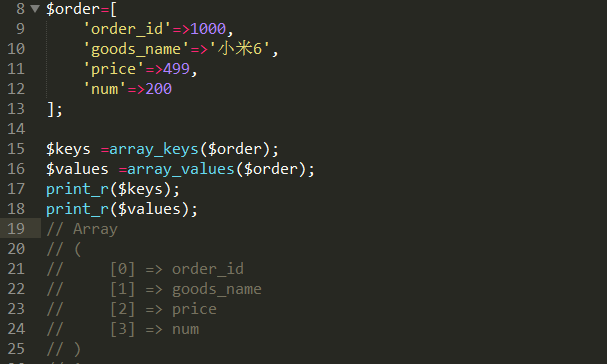 8 $order=[
9 'order_id'=>1000,
10 'goods_name'=>'小米6',
11 'price'=>499,
12 'num'=>200
13 ];
14
15 $keys =array_keys($order);
16 $values =array_values($order);
17 print_r($keys);
18 print_r($values);
19 // Array
20 // (
21 //     [0] => order_id
22 //     [1] => goods_name
23 //     [2] => price
24 //     [3] => num
25 // )